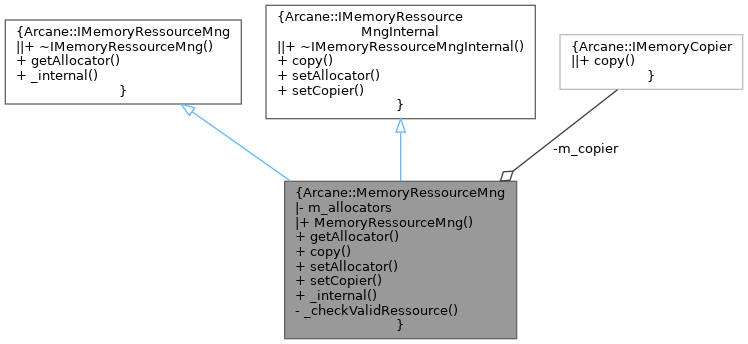 {Arcane::IMemoryRessourceMng
||+ ~IMemoryRessourceMng()
+ getAllocator()
+ _internal()
}
{Arcane::IMemoryRessource
MngInternal
||+ ~IMemoryRessourceMngInternal()
+ copy()
+ setAllocator()
+ setCopier()
}
{Arcane::IMemoryCopier
||+ copy()
}
-m_copier
{Arcane::MemoryRessourceMng
|- m_allocators
|+ MemoryRessourceMng()
+ getAllocator()
+ copy()
+ setAllocator()
+ setCopier()
+ _internal()
- _checkValidRessource()
}